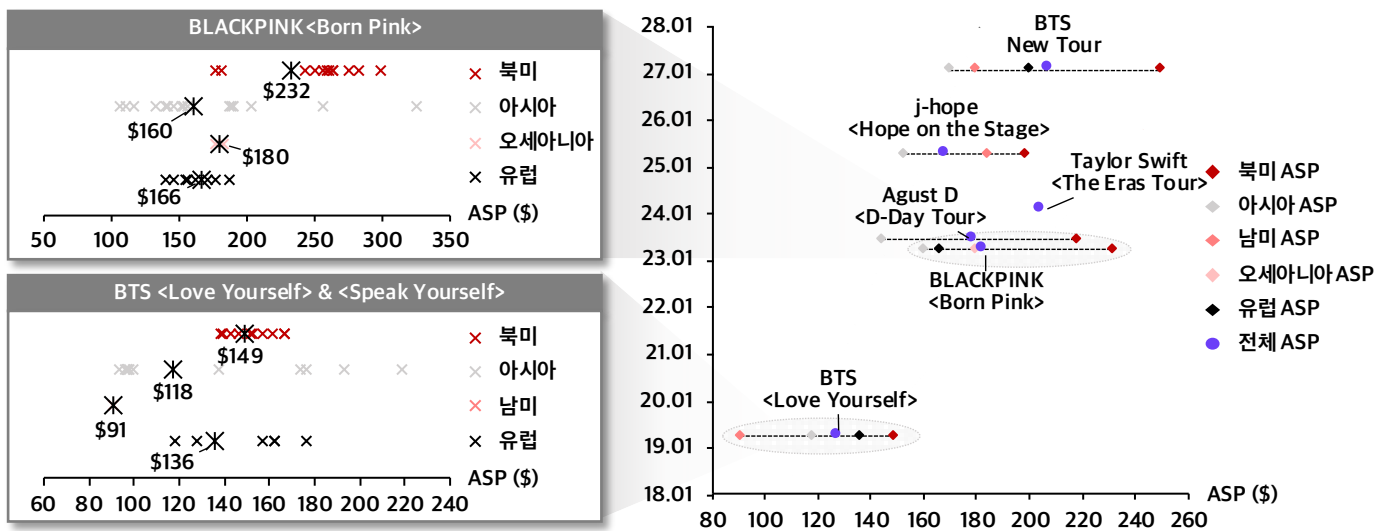 BLACKPINK <Born Pink>
북미
$232
아시아
$160
오세아니아
$180
유럽
$166
ASP ($)
50 100 150 200 250 300 350
BTS <Love Yourself> & <Speak Yourself>
북미
$149
아시아
$118
남미
$91
유럽
$136
ASP ($)
60 80 100 120 140 160 180 200 220 240
28.01
27.01
26.01
25.01
24.01
23.01
22.01
21.01
20.01
19.01
18.01
BTS
New Tour
j-hope
<Hope on the Stage>
Taylor Swift
<The Eras Tour>
Agust D
<D-Day Tour>
BLACKPINK
<Born Pink>
BTS
<Love Yourself>
80 100 120 140 160 180 200 220 240 260
ASP ($)
북미 ASP
아시아 ASP
남미 ASP
오세아니아 ASP
유럽 ASP
전체 ASP